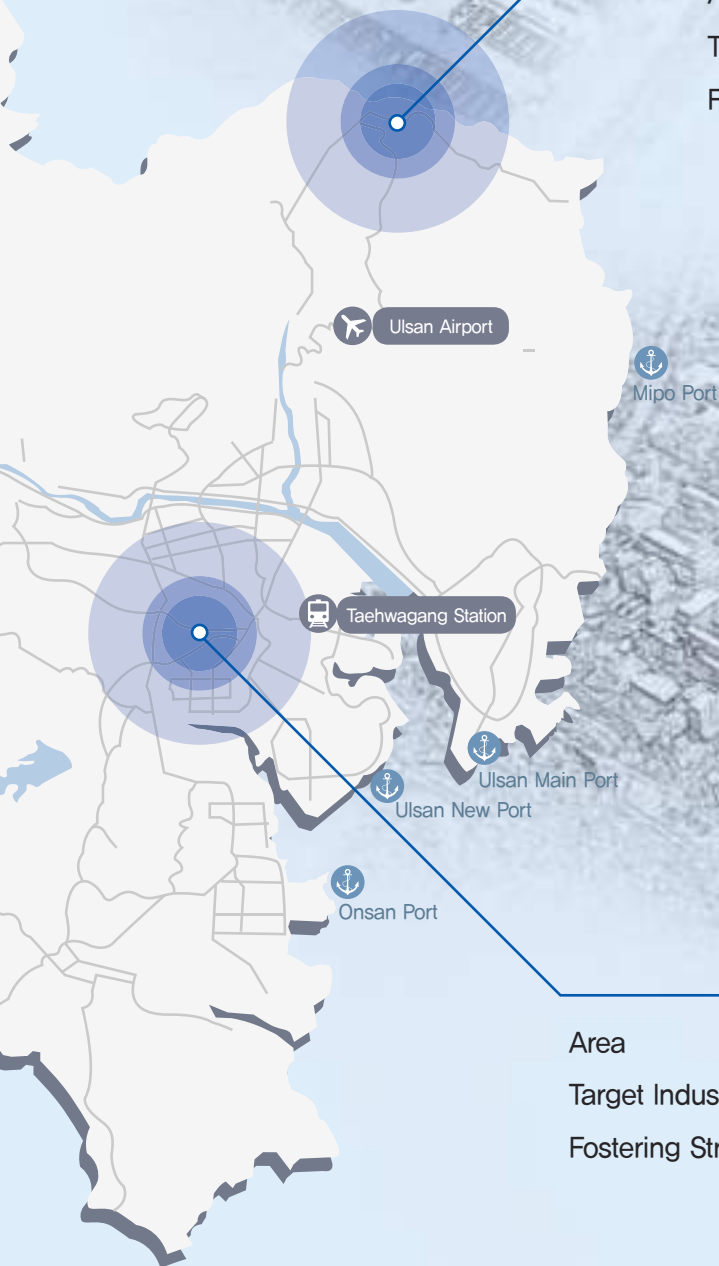 Ulsan Airport
Mipo Port
Taehwagang Station
Ulsan Main Port
Ulsan New Port
Onsan Port
Area
Target Indus
Fostering Str